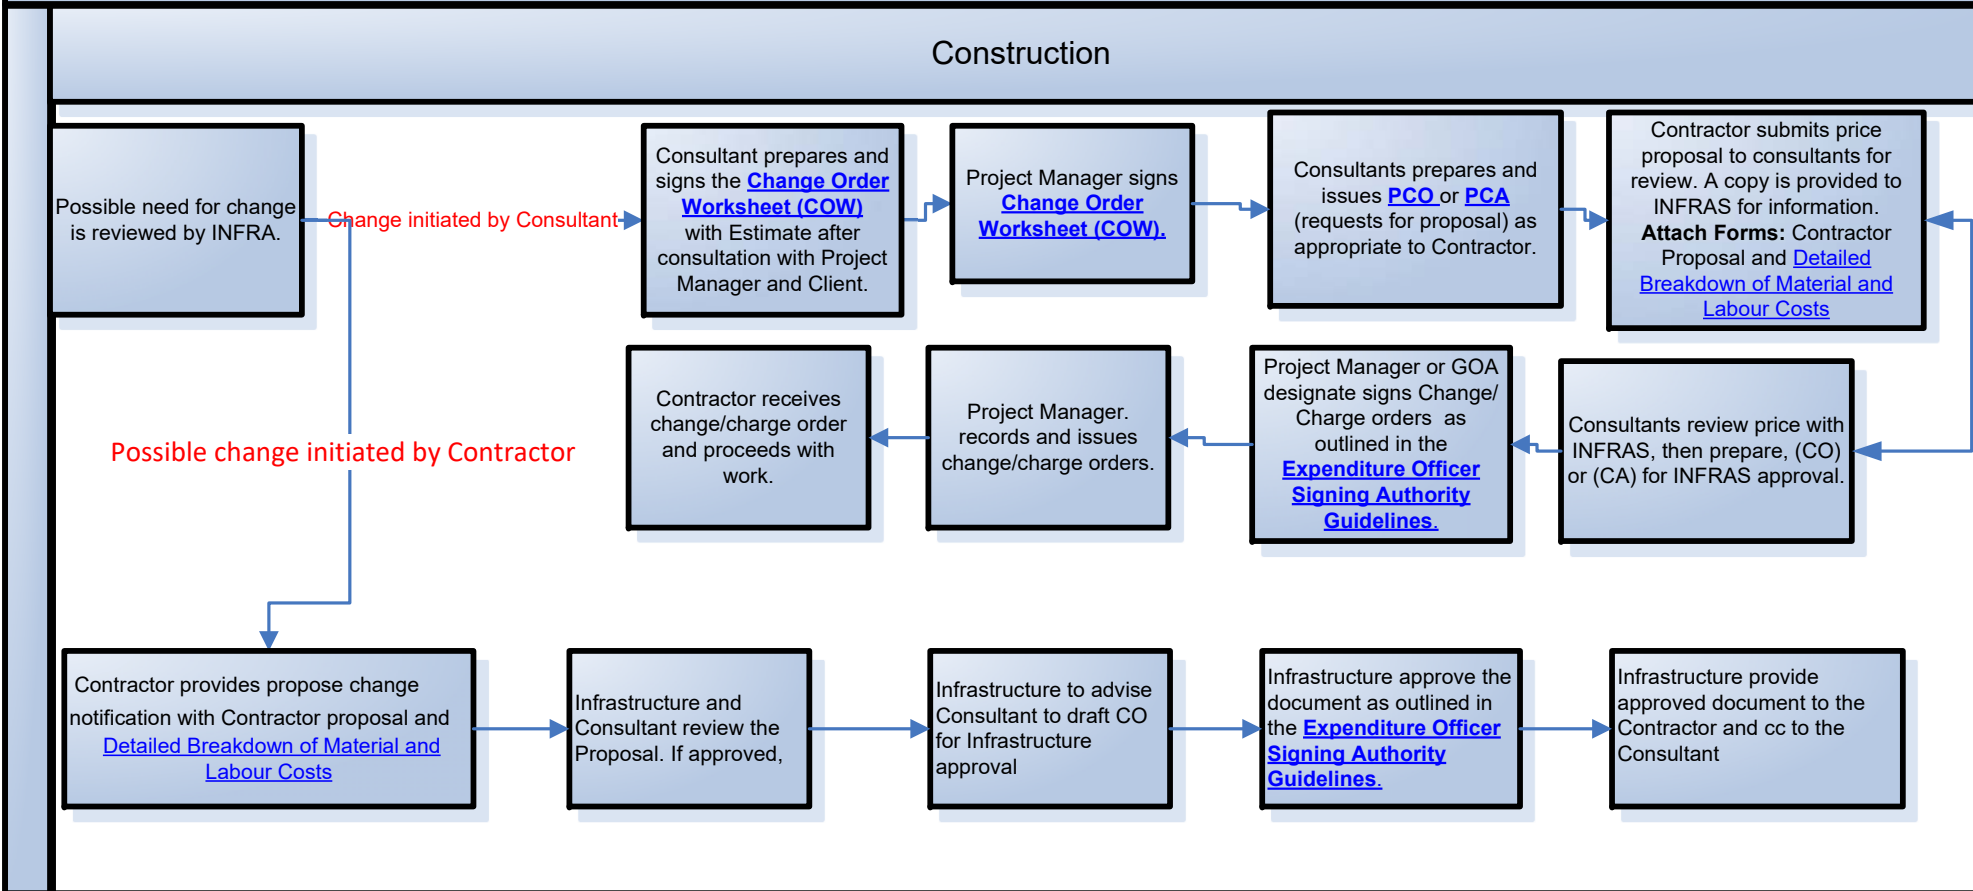 Construction
Possible need for change
is reviewed by INFRA.
Change initiated by Consultant
Consultant prepares and
signs the Change Order
Worksheet (COW)
with Estimate after
consultation with Project
Manager and Client.
Project Manager signs
Change Order
Worksheet (COW).
Consultants prepares and
issues PCO or PCA
(requests for proposal) as
appropriate to Contractor.
Contractor submits price
proposal to consultants for
review. A copy is provided to
INFRAS for information.
Attach Forms: Contractor
Proposal and Detailed
Breakdown of Material and
Labour Costs
Contractor receives
change/charge order
and proceeds with
work.
Project Manager.
records and issues
change/charge orders.
Project Manager or GOA
designate signs Change/
Charge orders as
outlined in the
Expenditure Officer
Signing Authority
Guidelines.
Consultants review price with
INFRAS, then prepare, (CO)
or (CA) for INFRAS approval.
Possible change initiated by Contractor
Contractor provides propose change
notification with Contractor proposal and
Detailed Breakdown of Material and
Labour Costs
Infrastructure and
Consultant review the
Proposal. If approved,
Infrastructure to advise
Consultant to draft CO
for Infrastructure
approval
Infrastructure approve the
document as outlined in
the Expenditure Officer
Signing Authority
Guidelines.
Infrastructure provide
approved document to the
Contractor and cc to the
Consultant